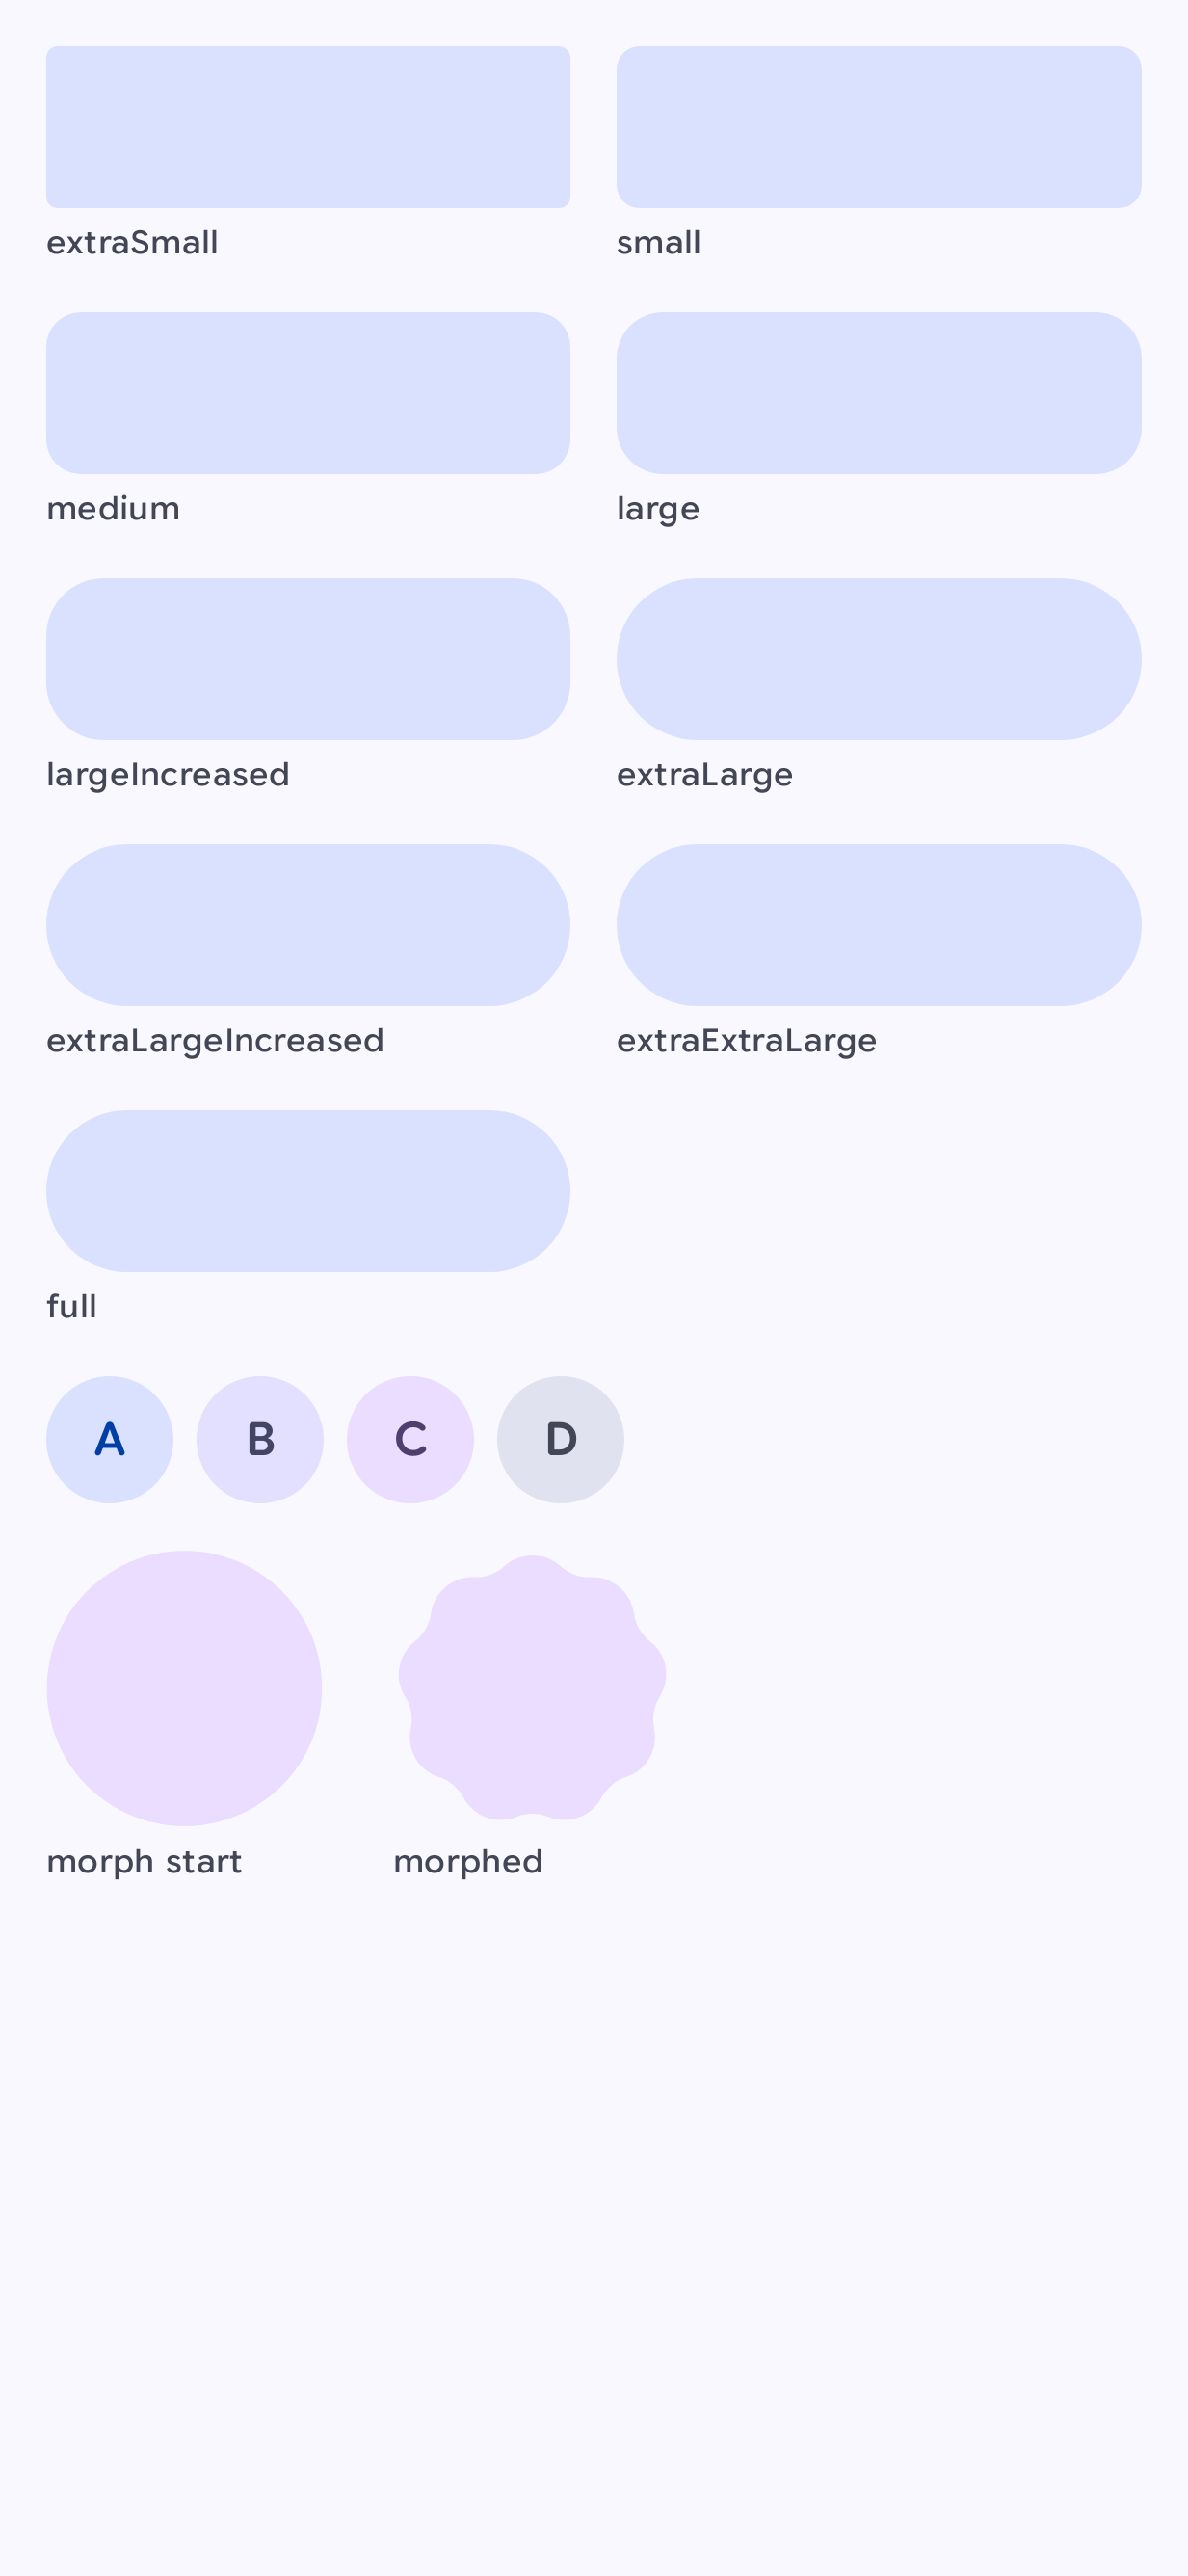 extraSmall
small
medium
large
largeIncreased
extraLarge
extraLargeIncreased
extraExtraLarge
full
A B C D
morph start
morphed